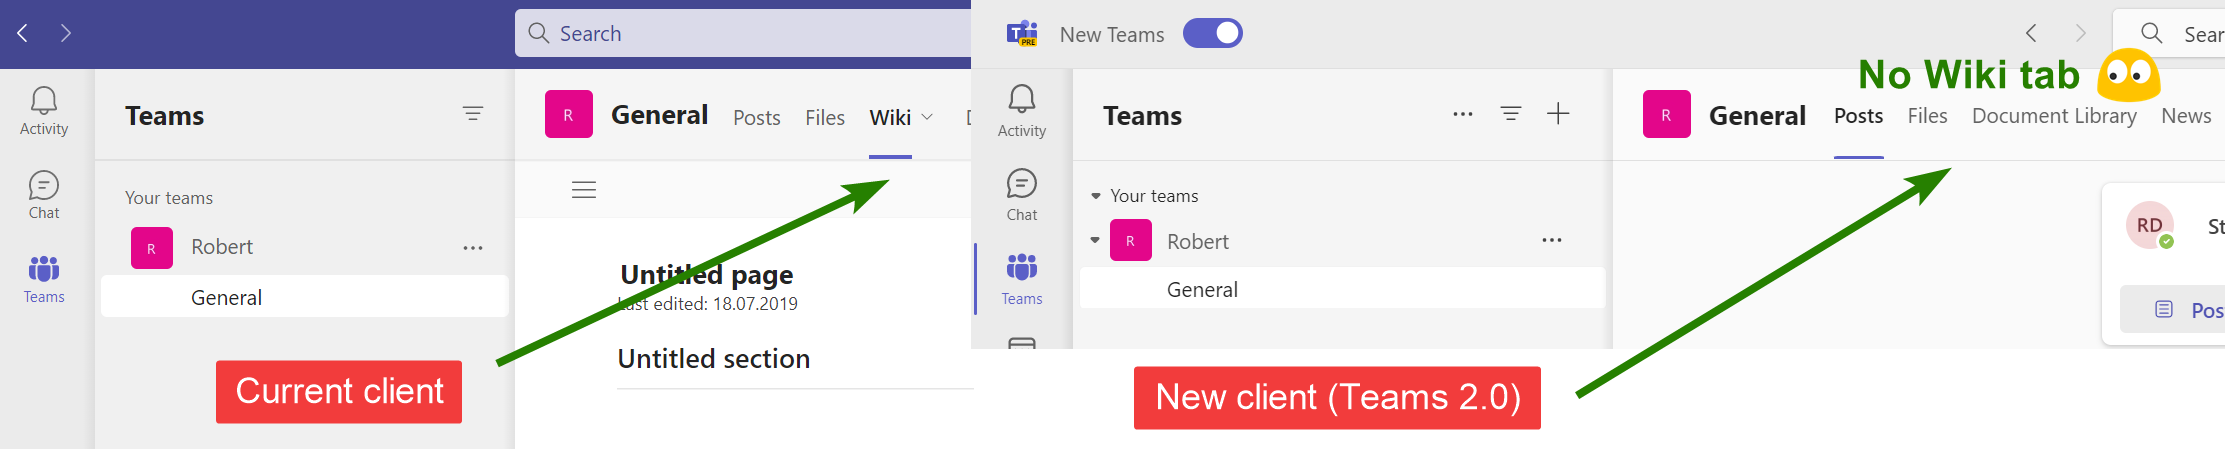 Search
Activity
Chat
Teams
Teams
Your teams
R
Robert
General
R
General
Posts
Files
Wiki
Untitled page
Last edited: 18.07.2019
Untitled section
Current client
T
PRE
New Teams
Sear
Activity
Chat
Teams
Teams
Your teams
R
Robert
General
No Wiki tab
R
General
Posts
Files
Document Library
News
RD
St
Pos
New client (Teams 2.0)